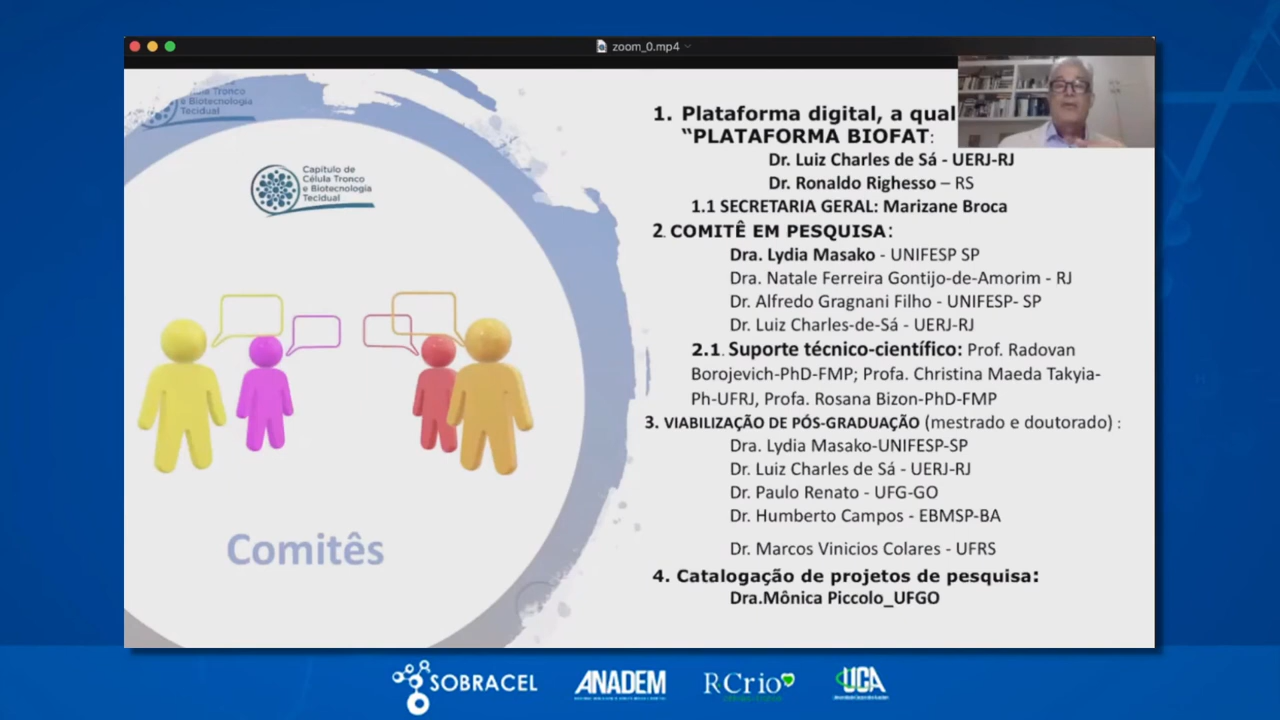 zoom_0.mp4
a Tronco
e Biotecnologia
Tecidual
Capítulo de
Célula Tronco
e Biotecnologia
Tecidual
Comitês
1. Plataforma digital, a qual
“PLATAFORMA BIOFAT:
Dr. Luiz Charles de Sá - UERJ-RJ
Dr. Ronaldo Righesso – RS
1.1 SECRETARIA GERAL: Marizane Broca
2. COMITÊ EM PESQUISA:
Dra. Lydia Masako - UNIFESP SP
Dra. Natale Ferreira Gontijo-de-Amorim - RJ
Dr. Alfredo Gragnani Filho - UNIFESP- SP
Dr. Luiz Charles-de-Sá - UERJ-RJ
2.1. Suporte técnico-científico: Prof. Radovan
Borojevich-PhD-FMP; Profa. Christina Maeda Takyia-
Ph-UFRJ, Profa. Rosana Bizon-PhD-FMP
3. VIABILIZAÇÃO DE PÓS-GRADUAÇÃO (mestrado e doutorado) :
Dra. Lydia Masako-UNIFESP-SP
Dr. Luiz Charles de Sá - UERJ-RJ
Dr. Paulo Renato - UFG-GO
Dr. Humberto Campos - EBMSP-BA
Dr. Marcos Vinicios Colares - UFRS
4. Catalogação de projetos de pesquisa:
Dra.Mônica Piccolo_UFGO
SOBRACEL
ANADEM
RCrio
UCA